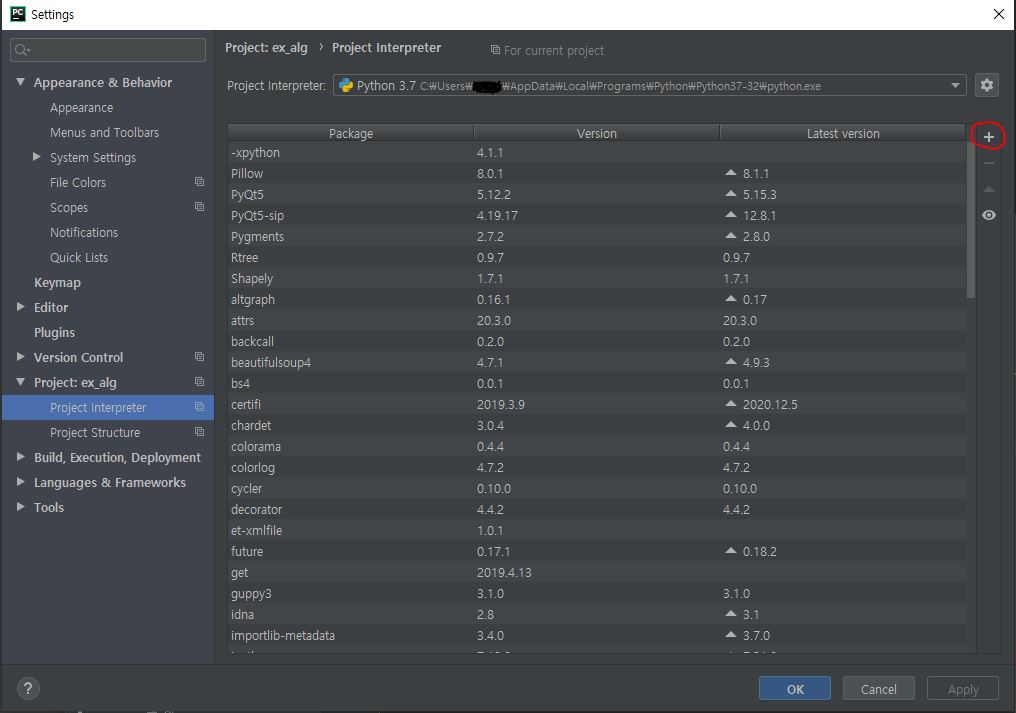 PC Settings
Project: ex_alg › Project Interpreter For current project
Project Interpreter: Python 3.7 C:₩Users₩ ₩AppData₩Local₩Programs₩Python₩Python37-32₩python.exe
Appearance & Behavior
Appearance
Menus and Toolbars
System Settings
File Colors
Scopes
Notifications
Quick Lists
Keymap
Editor
Plugins
Version Control
Project: ex_alg
Project Interpreter
Project Structure
Build, Execution, Deployment
Languages & Frameworks
Tools
Package Version Latest version
-xpython 4.1.1
Pillow 8.0.1 8.1.1
PyQt5 5.12.2 5.15.3
PyQt5-sip 4.19.17 12.8.1
Pygments 2.7.2 2.8.0
Rtree 0.9.7 0.9.7
Shapely 1.7.1 1.7.1
altgraph 0.16.1 0.17
attrs 20.3.0 20.3.0
backcall 0.2.0 0.2.0
beautifulsoup4 4.7.1 4.9.3
bs4 0.0.1 0.0.1
certifi 2019.3.9 2020.12.5
chardet 3.0.4 4.0.0
colorama 0.4.4 0.4.4
colorlog 4.7.2 4.7.2
cycler 0.10.0 0.10.0
decorator 4.4.2 4.4.2
et-xmlfile 1.0.1
future 0.17.1 0.18.2
get 2019.4.13
guppy3 3.1.0 3.1.0
idna 2.8 3.1
importlib-metadata 3.4.0 3.7.0
? OK Cancel Apply